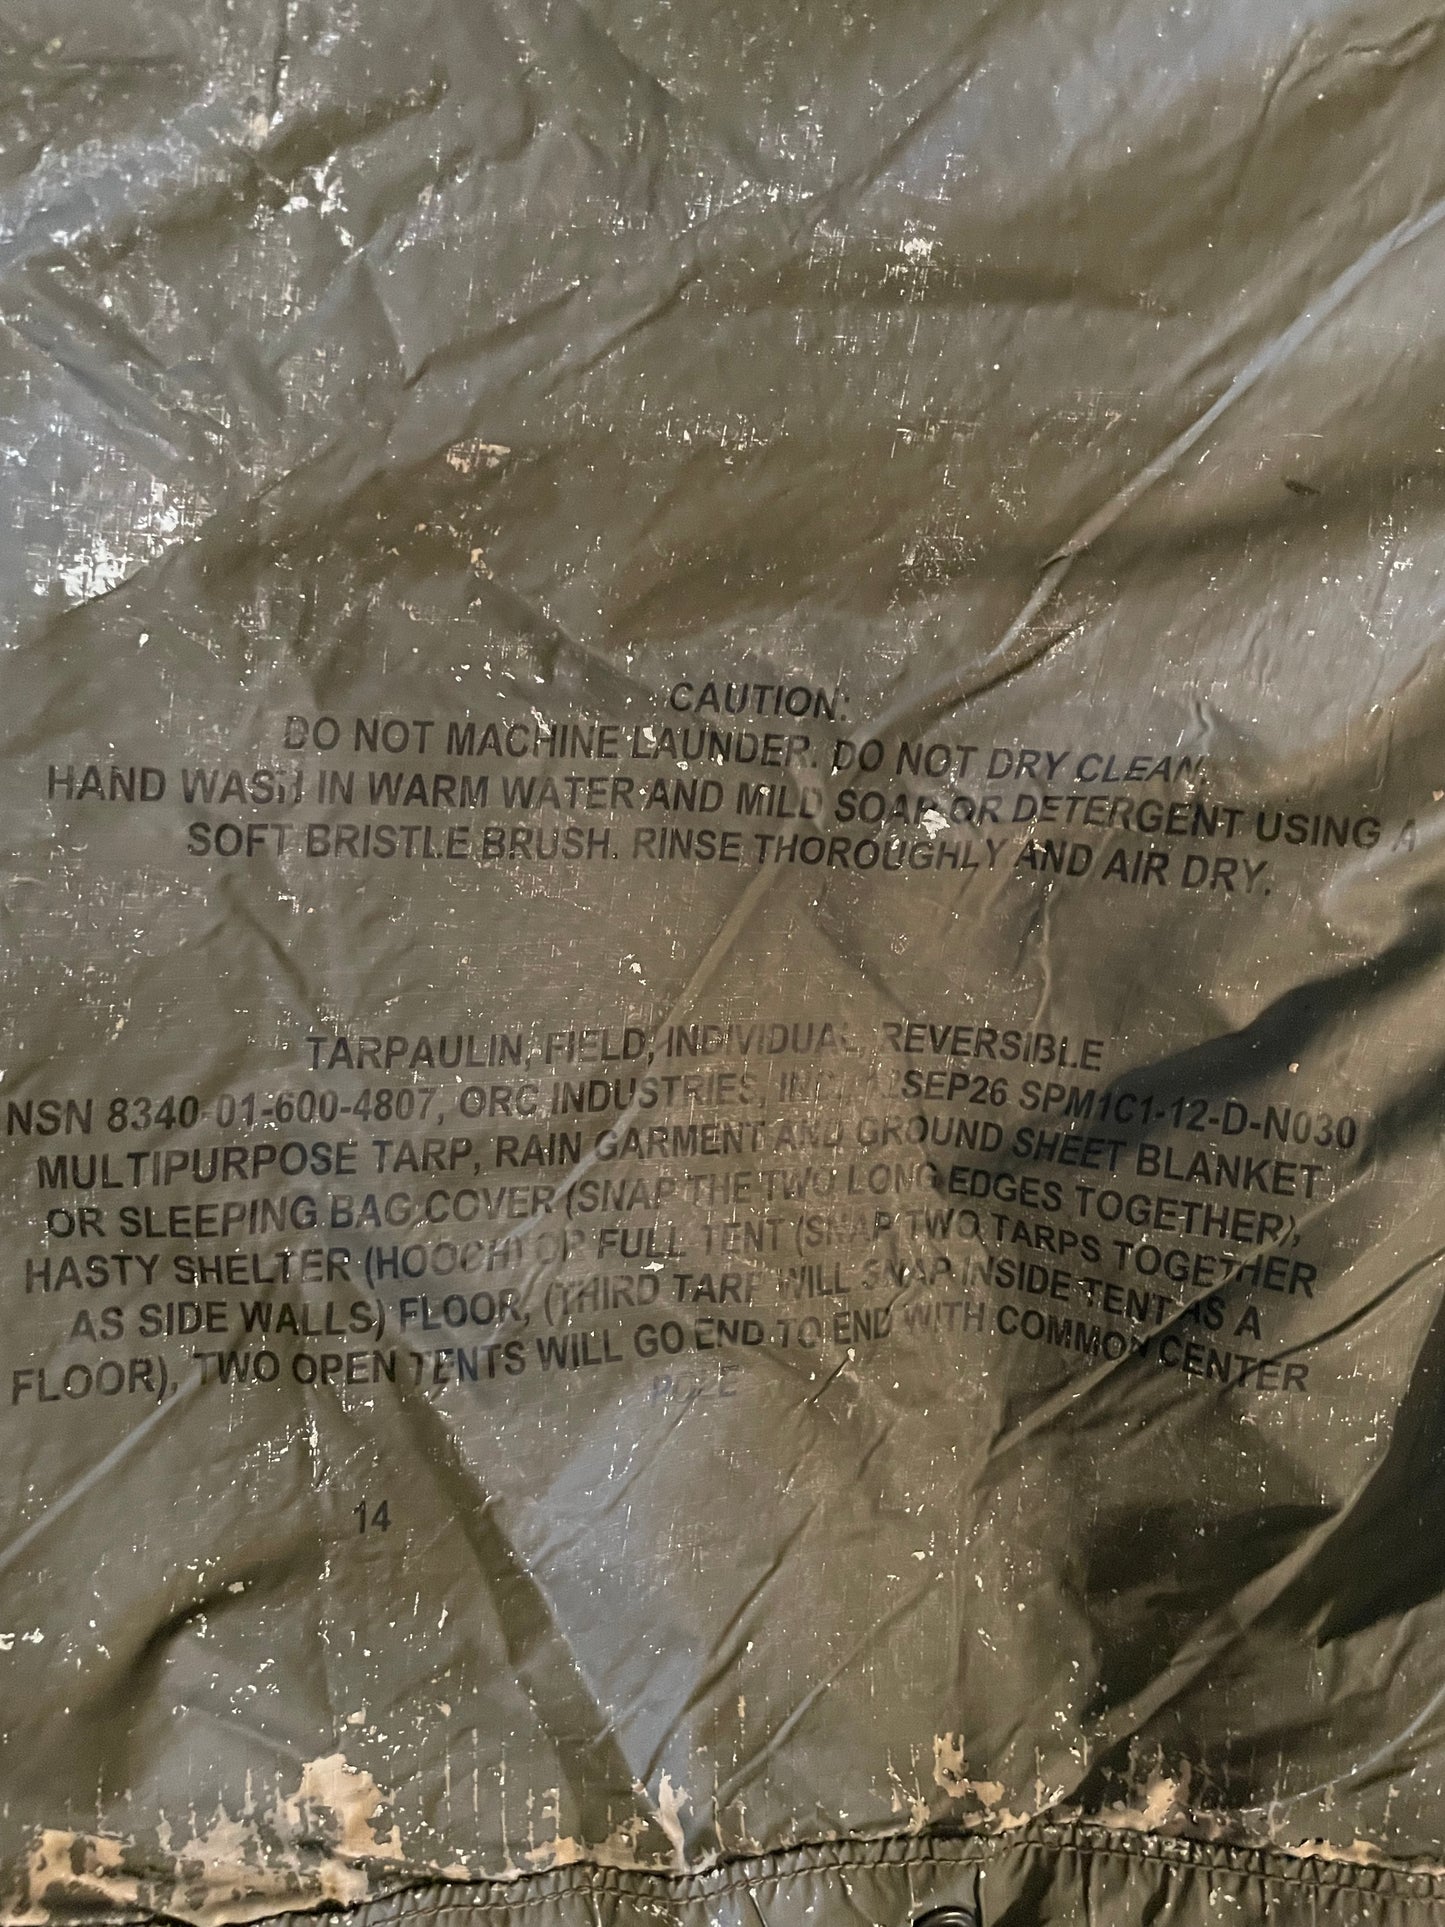 CAUTION:
DO NOT MACHINE LAUNDER. DO NOT DRY CLEAN.
HAND WASH IN WARM WATER AND MILD SOAP OR DETERGENT USING A
SOFT BRISTLE BRUSH. RINSE THOROUGHLY AND AIR DRY.
TARPAULIN, FIELD, INDIVIDUAL, REVERSIBLE
NSN 8340-01-600-4807, ORC INDUSTRIES, INC. SPM1C1-12-D-N030
MULTIPURPOSE TARP, RAIN GARMENT AND GROUND SHEET BLANKET
OR SLEEPING BAG COVER (SNAP THE TWO LONG EDGES TOGETHER),
HASTY SHELTER (HOOCH) OR FULL TENT (SNAP TWO TARPS TOGETHER
AS SIDE WALLS) FLOOR, (THIRD TARP WILL SNAP INSIDE TENT AS A
FLOOR), TWO OPEN TENTS WILL GO END TO END WITH COMMON CENTER
POLE
14